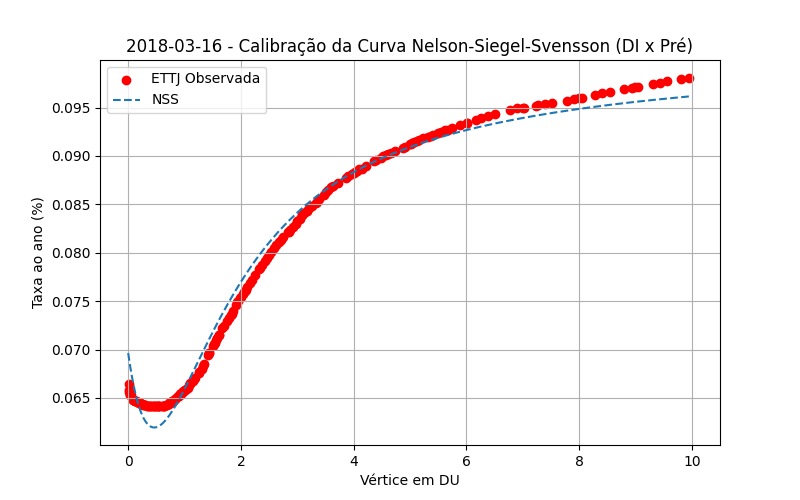 2018-03-16 - Calibração da Curva Nelson-Siegel-Svensson (DI x Pré)
ETTJ Observada
NSS
0.095
0.090
0.085
0.080
0.075
0.070
0.065
Taxa ao ano (%)
0 2 4 6 8 10
Vértice em DU